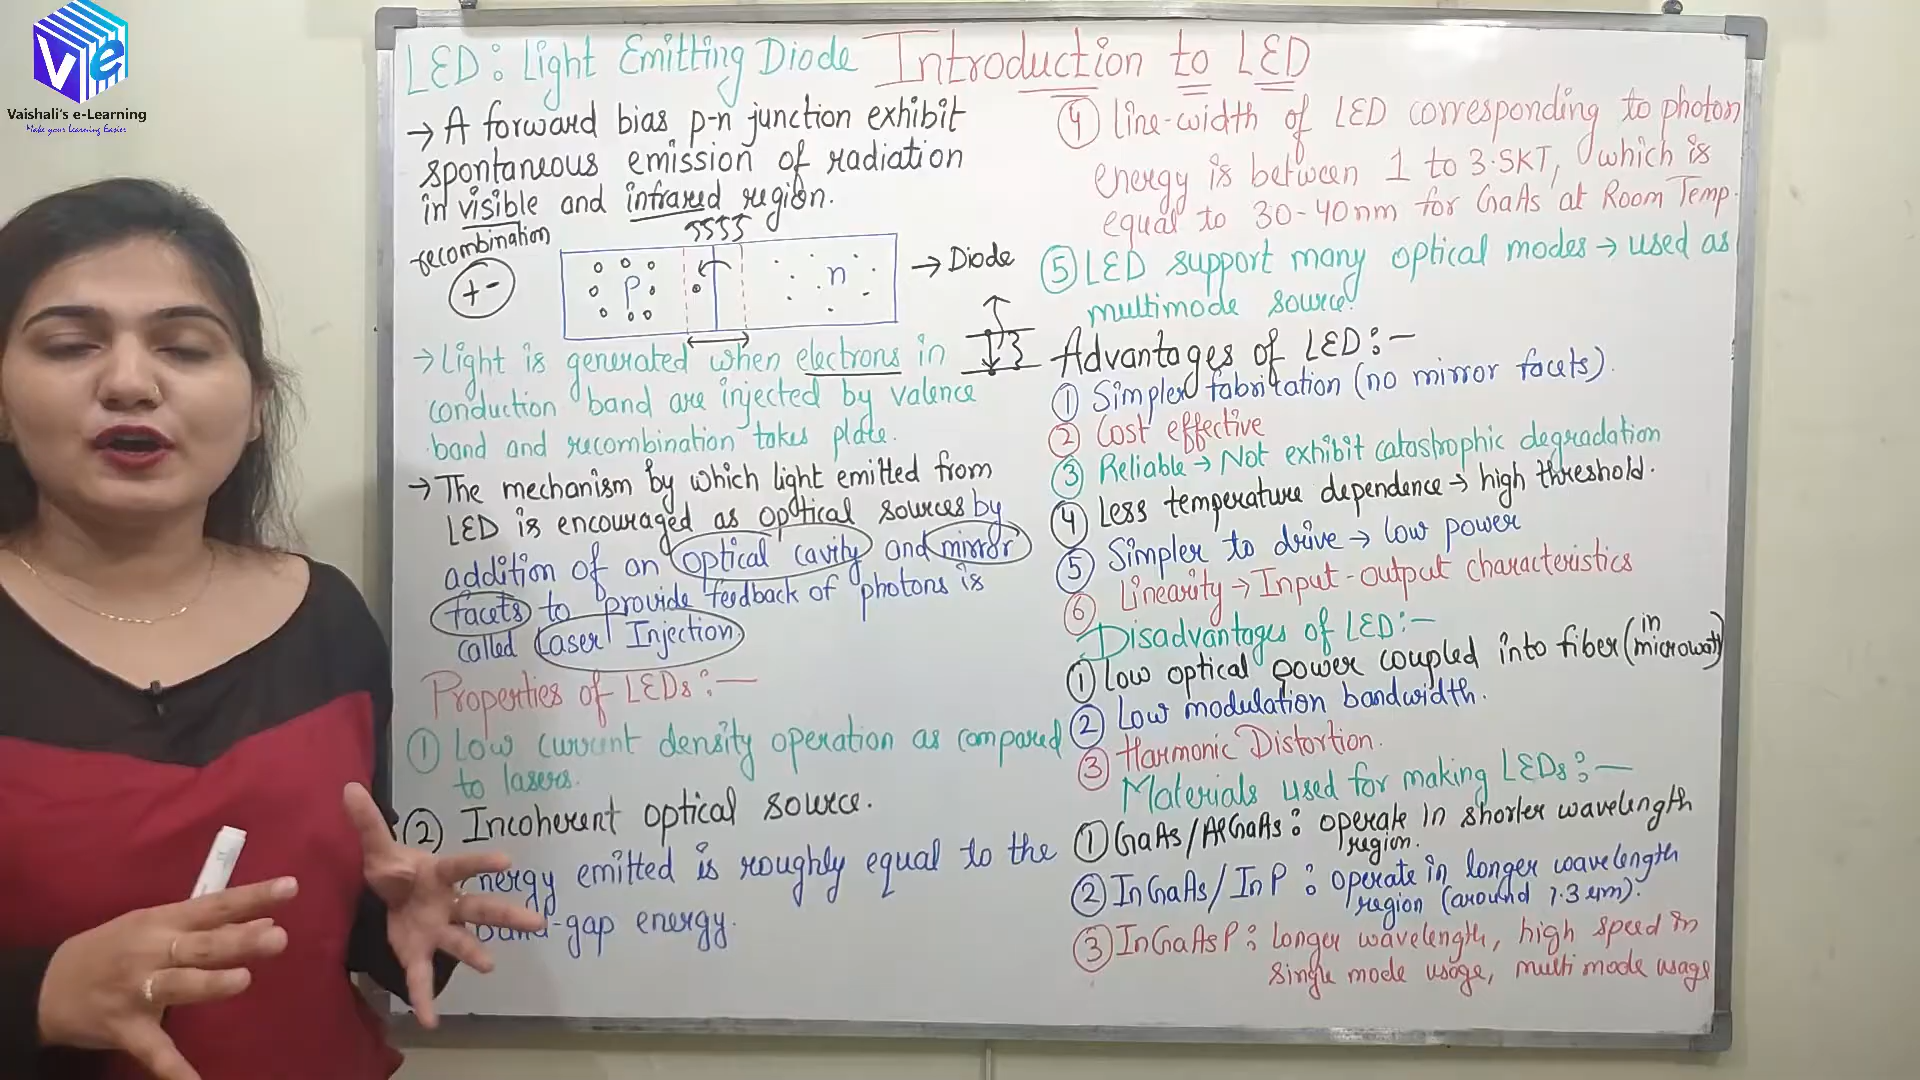 Ve
Vaishali's e-Learning
Make your Learning Easier
LED: Light Emitting Diode Introduction to LED
→ A forward bias p-n junction exhibit
spontaneous emission of radiation
in visible and infrared region.
recombination
+-
P
n
→ Diode
→ Light is generated when electrons in
conduction band are injected by valence
band and recombination takes place.
→ The mechanism by which light emitted from
LED is encouraged as optical sources by
addition of an optical cavity and mirror
facets to provide feedback of photons is
called Laser Injection
Properties of LEDs:-
① Low current density operation as compared
to lasers.
② Incoherent optical source.
energy emitted is roughly equal to the
band-gap energy.
④ Line-width of LED corresponding to photon
energy is between 1 to 3.5KT, which is
equal to 30-40nm for GaAs at Room Temp.
⑤ LED support many optical modes → used as
multimode source.
Advantages of LED:-
① Simpler fabrication (no mirror facets).
② Cost effective
③ Reliable → Not exhibit catastrophic degradation
④ Less temperature dependence → high threshold.
⑤ Simpler to drive → low power
⑥ Linearity → Input-output characteristics
Disadvantages of LED:-
① Low optical power coupled into fiber (in microwatt)
② Low modulation bandwidth.
③ Harmonic Distortion.
Materials used for making LEDs:-
① GaAs/AlGaAs: operate in shorter wavelength
region.
② InGaAs/InP: operate in longer wavelength
region (around 1.3 um).
③ InGaAsP: longer wavelength, high speed in
single mode usage, multi mode usage